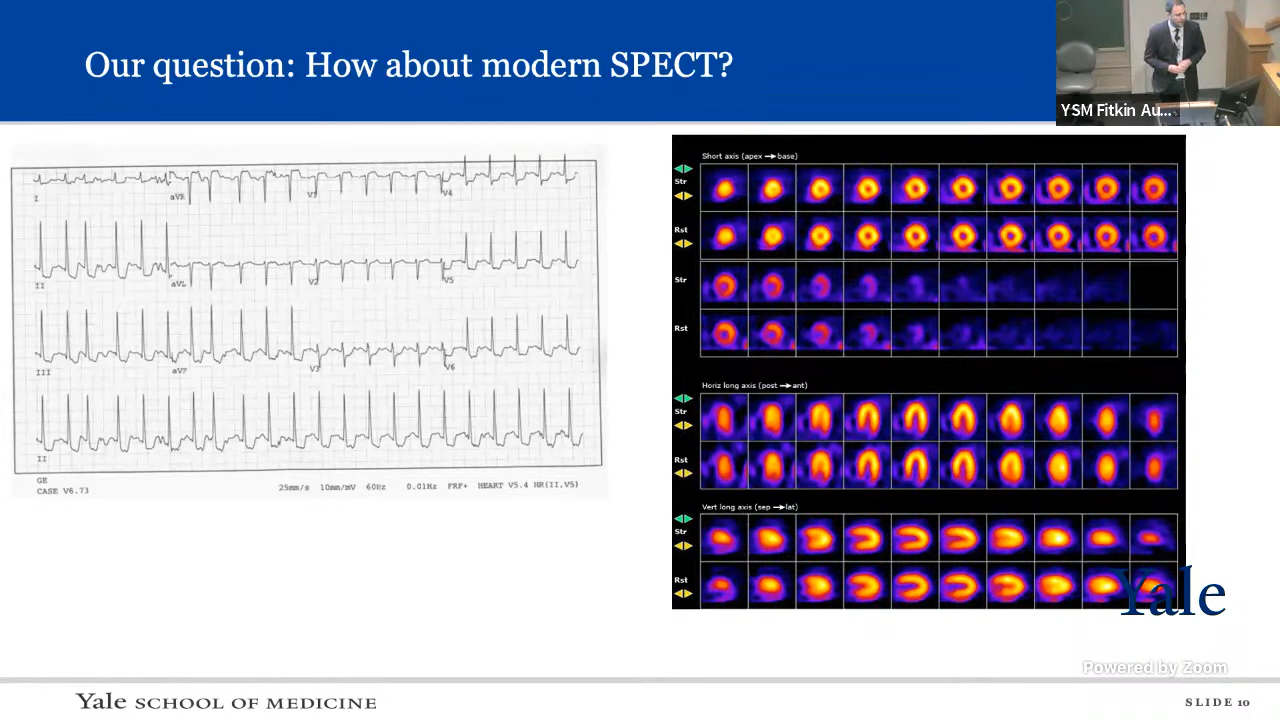 Our question: How about modern SPECT?
YSM Fitkin Au...
I
aVR
V1
V4
II
aVL
V2
V5
III
aVF
V3
V6
II
GE
CASE V6.73
25mm/s 10mm/mV 60Hz 0.01Hz FRF+ HEART V5.4 HR(II,V5)
Short axis (apex → base)
Str
Rst
Str
Rst
Horiz long axis (post → ant)
Str
Rst
Vert long axis (sep → lat)
Str
Rst
Yale
Powered by Zoom
Yale SCHOOL OF MEDICINE
SLIDE 10